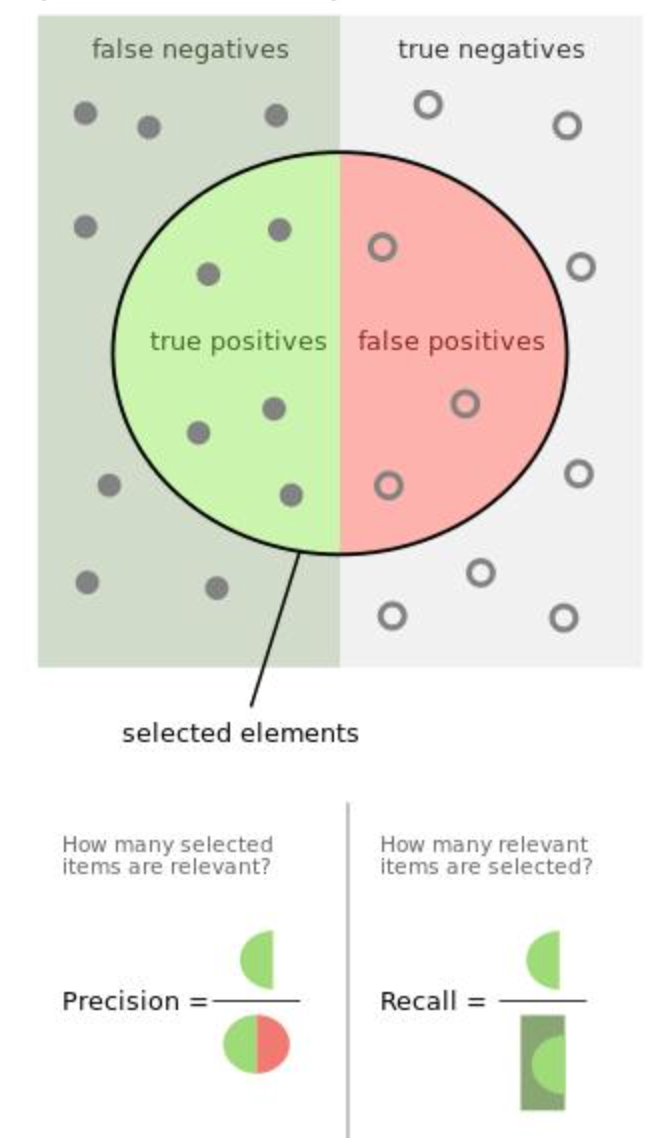 false negatives
true negatives
true positives
false positives
selected elements
How many selected
items are relevant?
How many relevant
items are selected?
Precision =
Recall =